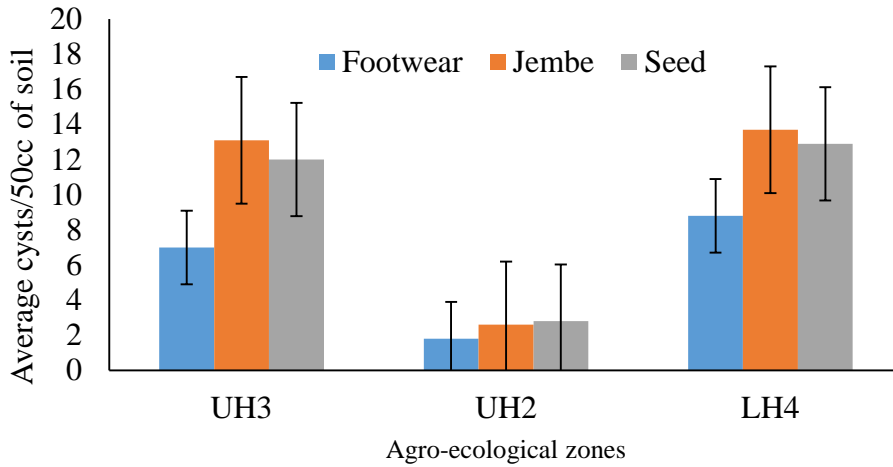 20
18
16
14
12
10
8
6
4
2
0
Average cysts/50cc of soil
Footwear Jembe Seed
UH3 UH2 LH4
Agro-ecological zones